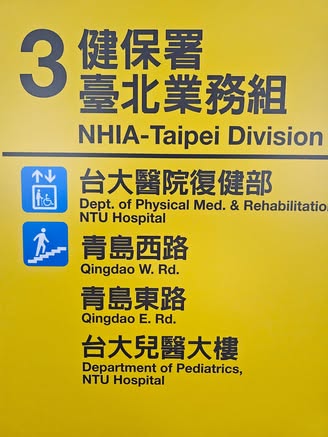 3
健保署
臺北業務組
NHIA-Taipei Division
台大醫院復健部
Dept. of Physical Med. & Rehabilitatio
NTU Hospital
青島西路
Qingdao W. Rd.
青島東路
Qingdao E. Rd.
台大兒醫大樓
Department of Pediatrics,
NTU Hospital